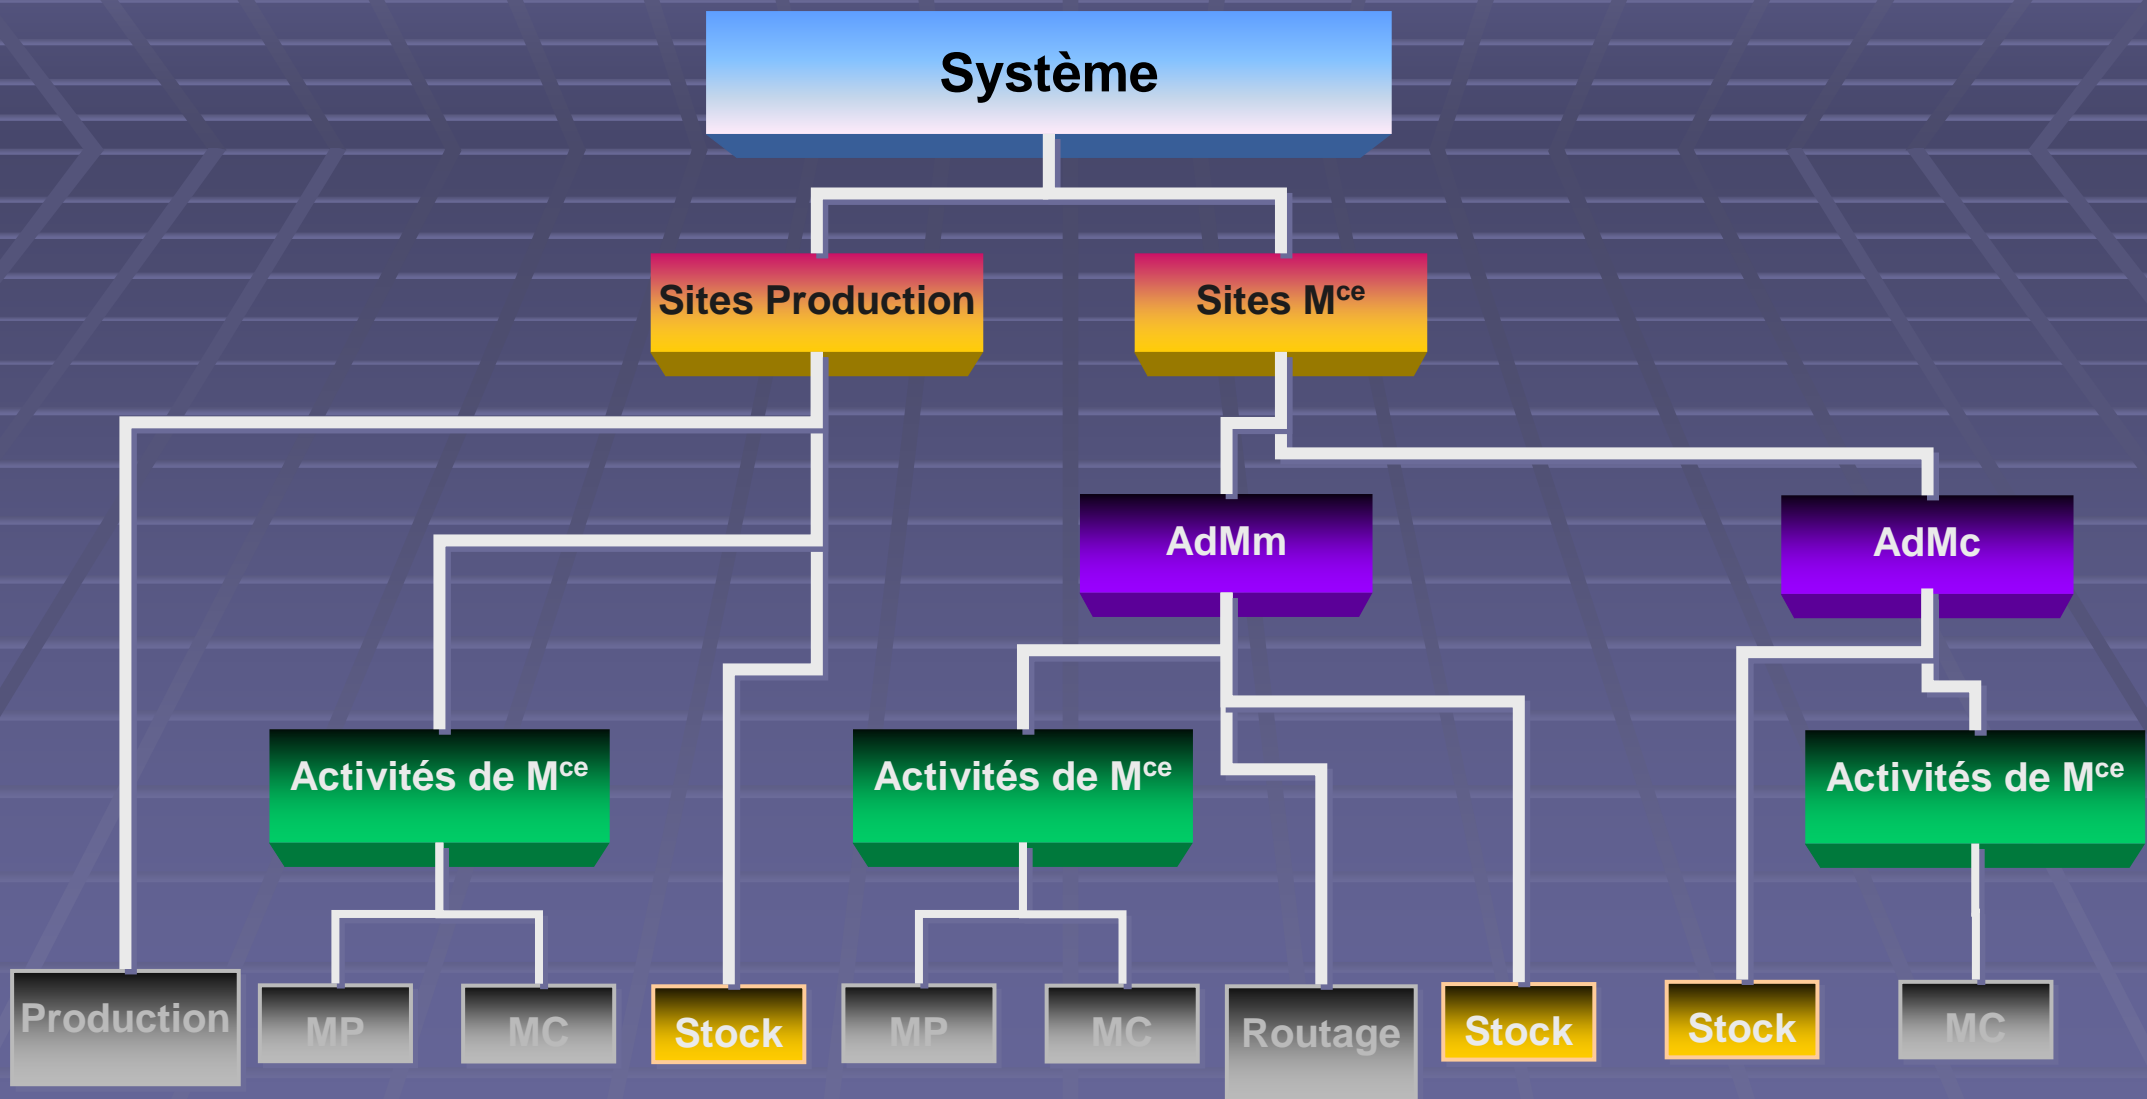 Système
Sites Production
Sites Mᶜᵉ
AdMm
AdMc
Activités de Mᶜᵉ
Activités de Mᶜᵉ
Activités de Mᶜᵉ
Production
MP
MC
Stock
MP
MC
Routage
Stock
Stock
MC